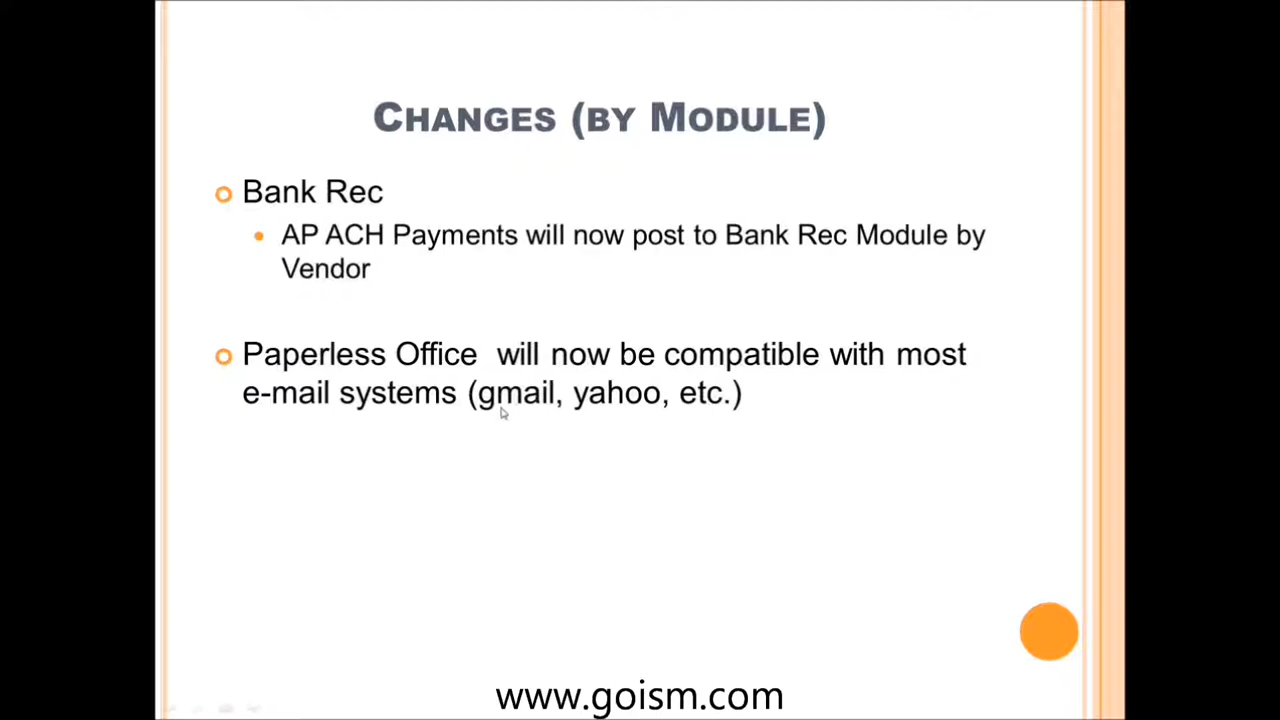 CHANGES (BY MODULE)
Bank Rec
AP ACH Payments will now post to Bank Rec Module by
Vendor
Paperless Office will now be compatible with most
e-mail systems (gmail, yahoo, etc.)
www.goism.com